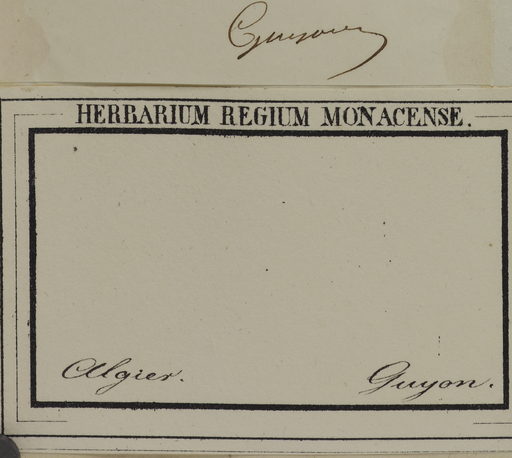 Guyon
HERBARIUM REGIUM MONACENSE.
Algier. Guyon.